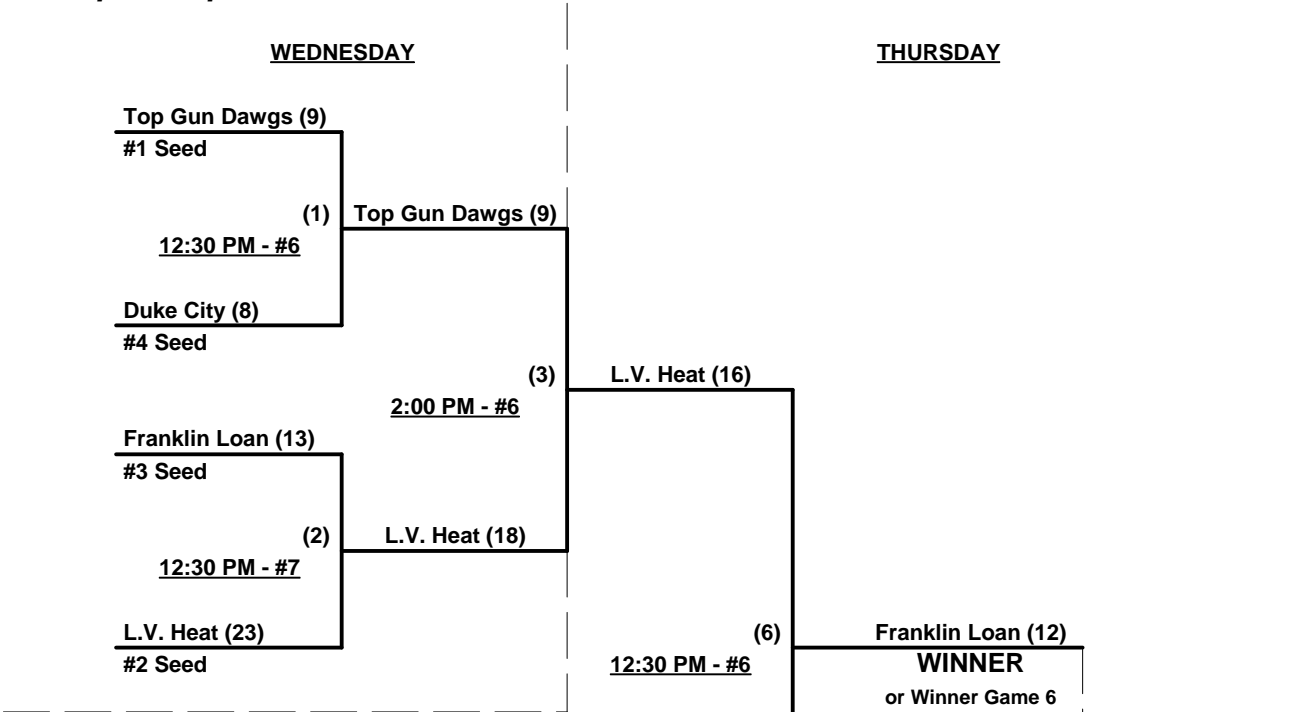 WEDNESDAY
THURSDAY
Top Gun Dawgs (9)
#1 Seed
(1)
Top Gun Dawgs (9)
12:30 PM - #6
Duke City (8)
#4 Seed
(3)
L.V. Heat (16)
2:00 PM - #6
Franklin Loan (13)
#3 Seed
(2)
L.V. Heat (18)
12:30 PM - #7
L.V. Heat (23)
#2 Seed
(6)
Franklin Loan (12)
12:30 PM - #6
WINNER
or Winner Game 6